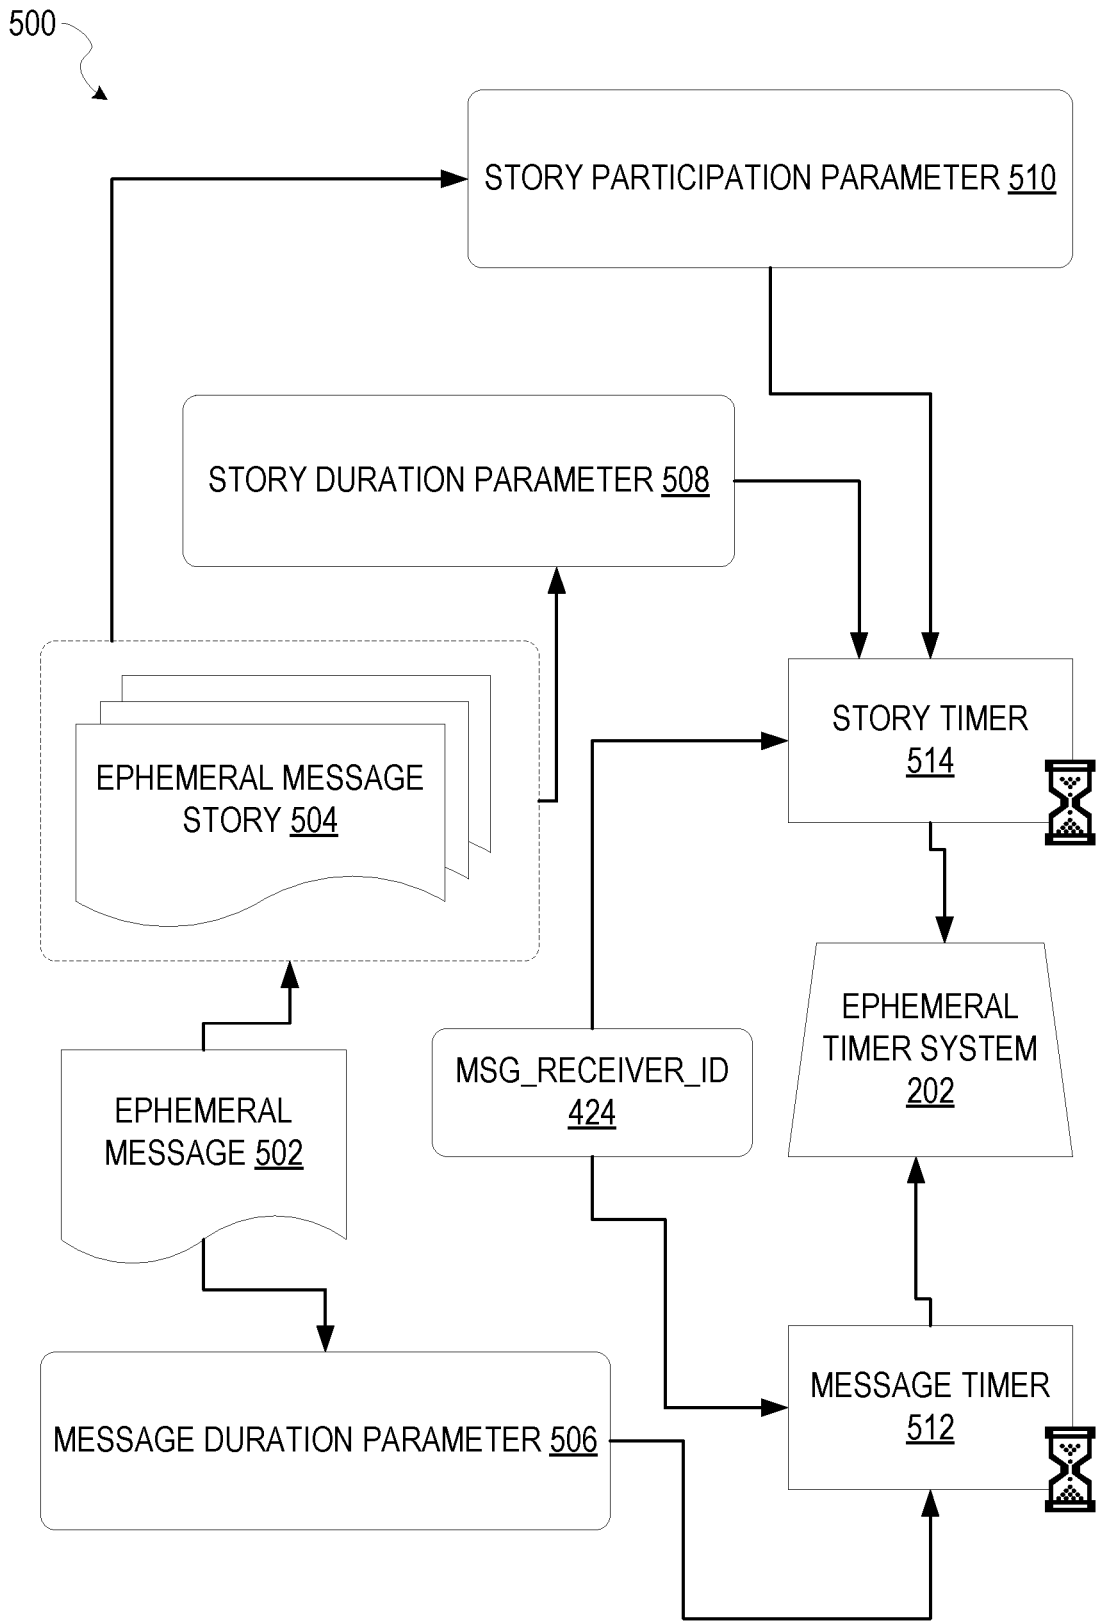 500
STORY PARTICIPATION PARAMETER 510
STORY DURATION PARAMETER 508
EPHEMERAL MESSAGE
STORY 504
STORY TIMER
514
EPHEMERAL
TIMER SYSTEM
202
MSG_RECEIVER_ID
424
EPHEMERAL
MESSAGE 502
MESSAGE DURATION PARAMETER 506
MESSAGE TIMER
512